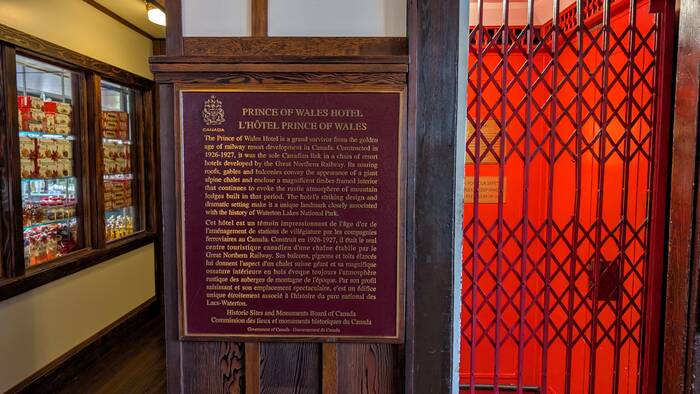 CANADA
PRINCE OF WALES HOTEL
L'HÔTEL PRINCE OF WALES
The Prince of Wales Hotel is a grand survivor from the golden
age of railway resort development in Canada. Constructed in
1926-1927, it was the sole Canadian link in a chain of resort
hotels developed by the Great Northern Railway. Its soaring
roofs, gables and balconies convey the appearance of a giant
alpine chalet and enclose a magnificent timber-framed interior
that continues to evoke the rustic atmosphere of mountain
lodges built in that period. The hotel's striking design and
dramatic setting make it a unique landmark closely associated
with the history of Waterton Lakes National Park.
Cet hôtel est un témoin impressionnant de l'âge d'or de
l'aménagement de stations de villégiature par les compagnies
ferroviaires au Canada. Construit en 1926-1927, il était le seul
centre touristique canadien d'une chaîne établie par le
Great Northern Railway. Ses balcons, pignons et toits élancés
lui donnent l'aspect d'un chalet suisse géant et sa magnifique
ossature intérieure en bois évoque toujours l'atmosphère
rustique des auberges de montagne de l'époque. Par son profil
saisissant et son emplacement spectaculaire, c'est un édifice
unique étroitement associé à l'histoire du parc national des
Lacs-Waterton.
Historic Sites and Monuments Board of Canada
Commission des lieux et monuments historiques du Canada
Government of Canada - Gouvernement du Canada